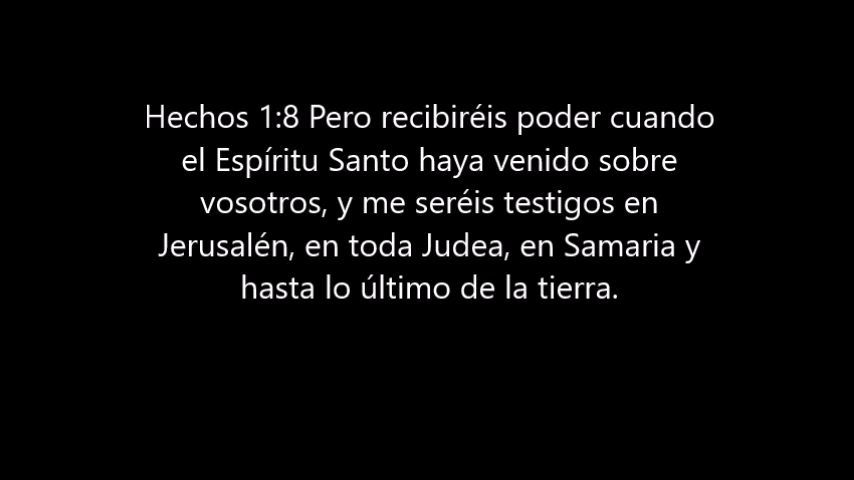 Hechos 1:8 Pero recibiréis poder cuando
el Espíritu Santo haya venido sobre
vosotros, y me seréis testigos en
Jerusalén, en toda Judea, en Samaria y
hasta lo último de la tierra.